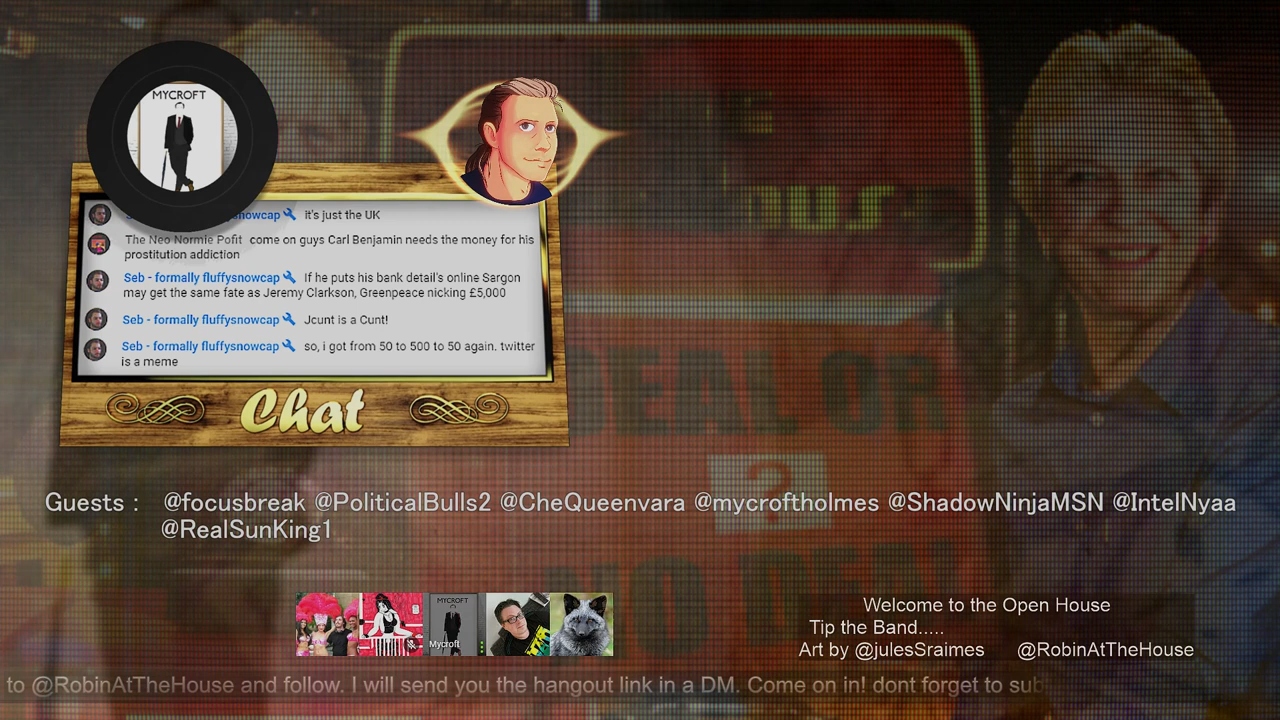 MYCROFT
snowcap it's just the UK
The Neo Normie Pofit come on guys Carl Benjamin needs the money for his
prostitution addiction
Seb - formally fluffysnowcap If he puts his bank detail's online Sargon
may get the same fate as Jeremy Clarkson, Greenpeace nicking £5,000
Seb - formally fluffysnowcap Jcunt is a Cunt!
Seb - formally fluffysnowcap so, i got from 50 to 500 to 50 again. twitter
is a meme
Chat
DEAL OR
?
NO DEAL
Guests : @focusbreak @PoliticalBulls2 @CheQueenvara @mycroftholmes @ShadowNinjaMSN @IntelNyaa
@RealSunKing1
MYCROFT
Mycroft
Welcome to the Open House
Tip the Band.....
Art by @julesSraimes @RobinAtTheHouse
to @RobinAtTheHouse and follow. I will send you the hangout link in a DM. Come on in! dont forget to sub